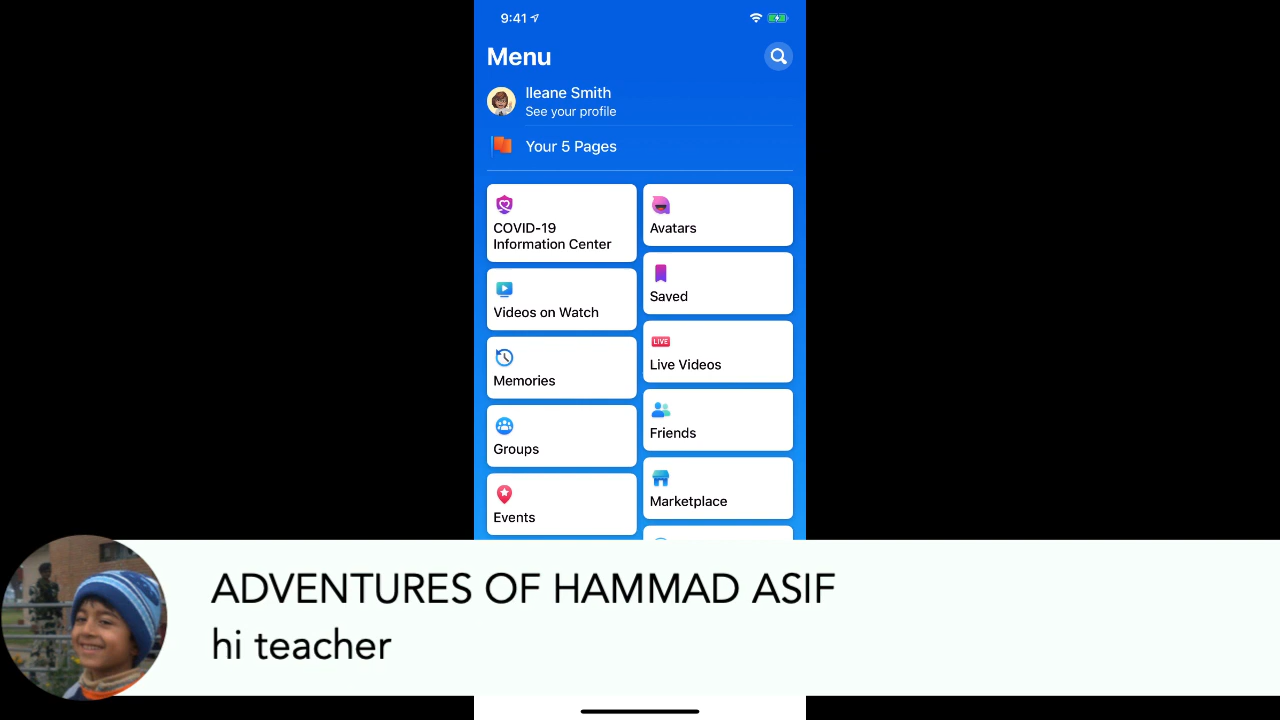 9:41
Menu
Ileane Smith
See your profile
Your 5 Pages
COVID-19
Information Center
Avatars
Videos on Watch
Saved
Memories
LIVE
Live Videos
Groups
Friends
Events
Marketplace
ADVENTURES OF HAMMAD ASIF
hi teacher